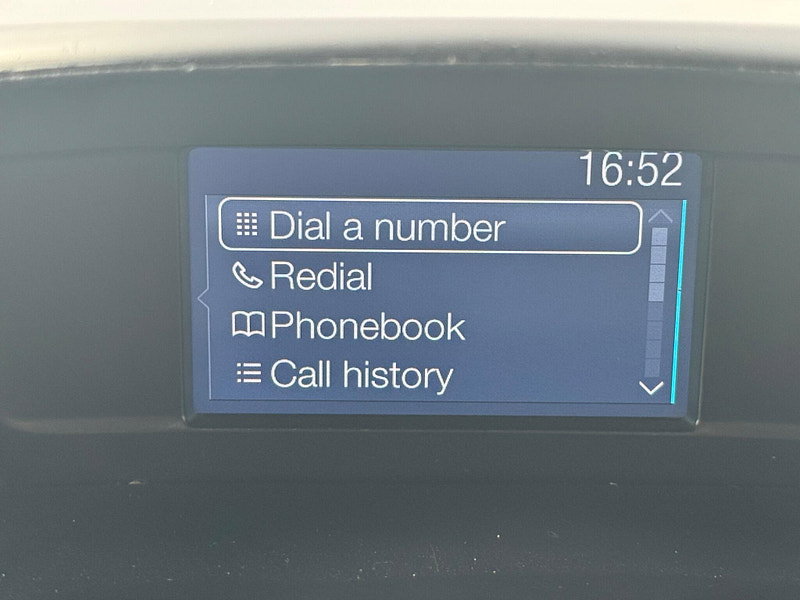 16:52
Dial a number
Redial
Phonebook
Call history